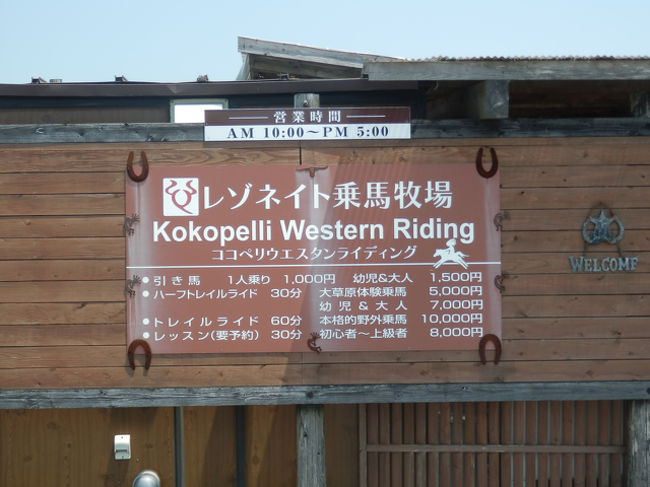 営業時間
AM 10:00～PM 5:00
レゾネイト乗馬牧場
Kokopelli Western Riding
ココペリウエスタンライディング
●引き馬 1人乗り 1,000円 幼児&大人 1,500円
●ハーフトレイルライド 30分 大草原体験乗馬 5,000円
幼児&大人 7,000円
●トレイルライド 60分 本格的野外乗馬 10,000円
●レッスン(要予約) 30分 初心者～上級者 8,000円
WELCOME